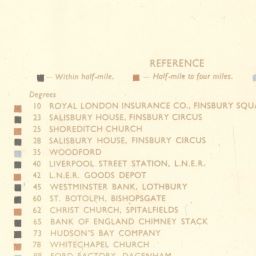 REFERENCE
— Within half-mile. — Half-mile to four miles.
Degrees
10 ROYAL LONDON INSURANCE CO., FINSBURY
23 SALISBURY HOUSE, FINSBURY CIRCUS
25 SHOREDITCH CHURCH
28 SALISBURY HOUSE, FINSBURY CIRCUS
35 WOODFORD
40 LIVERPOOL STREET STATION, L.N.E.R.
42 L.N.E.R. GOODS DEPOT
45 WESTMINSTER BANK, LOTHBURY
60 ST. BOTOLPH, BISHOPSGATE
62 CHRIST CHURCH, SPITALFIELDS
65 BANK OF ENGLAND CHIMNEY STACK
73 HUDSON'S BAY COMPANY
78 WHITECHAPEL CHURCH
FORD FACTORY, DAGENHAM